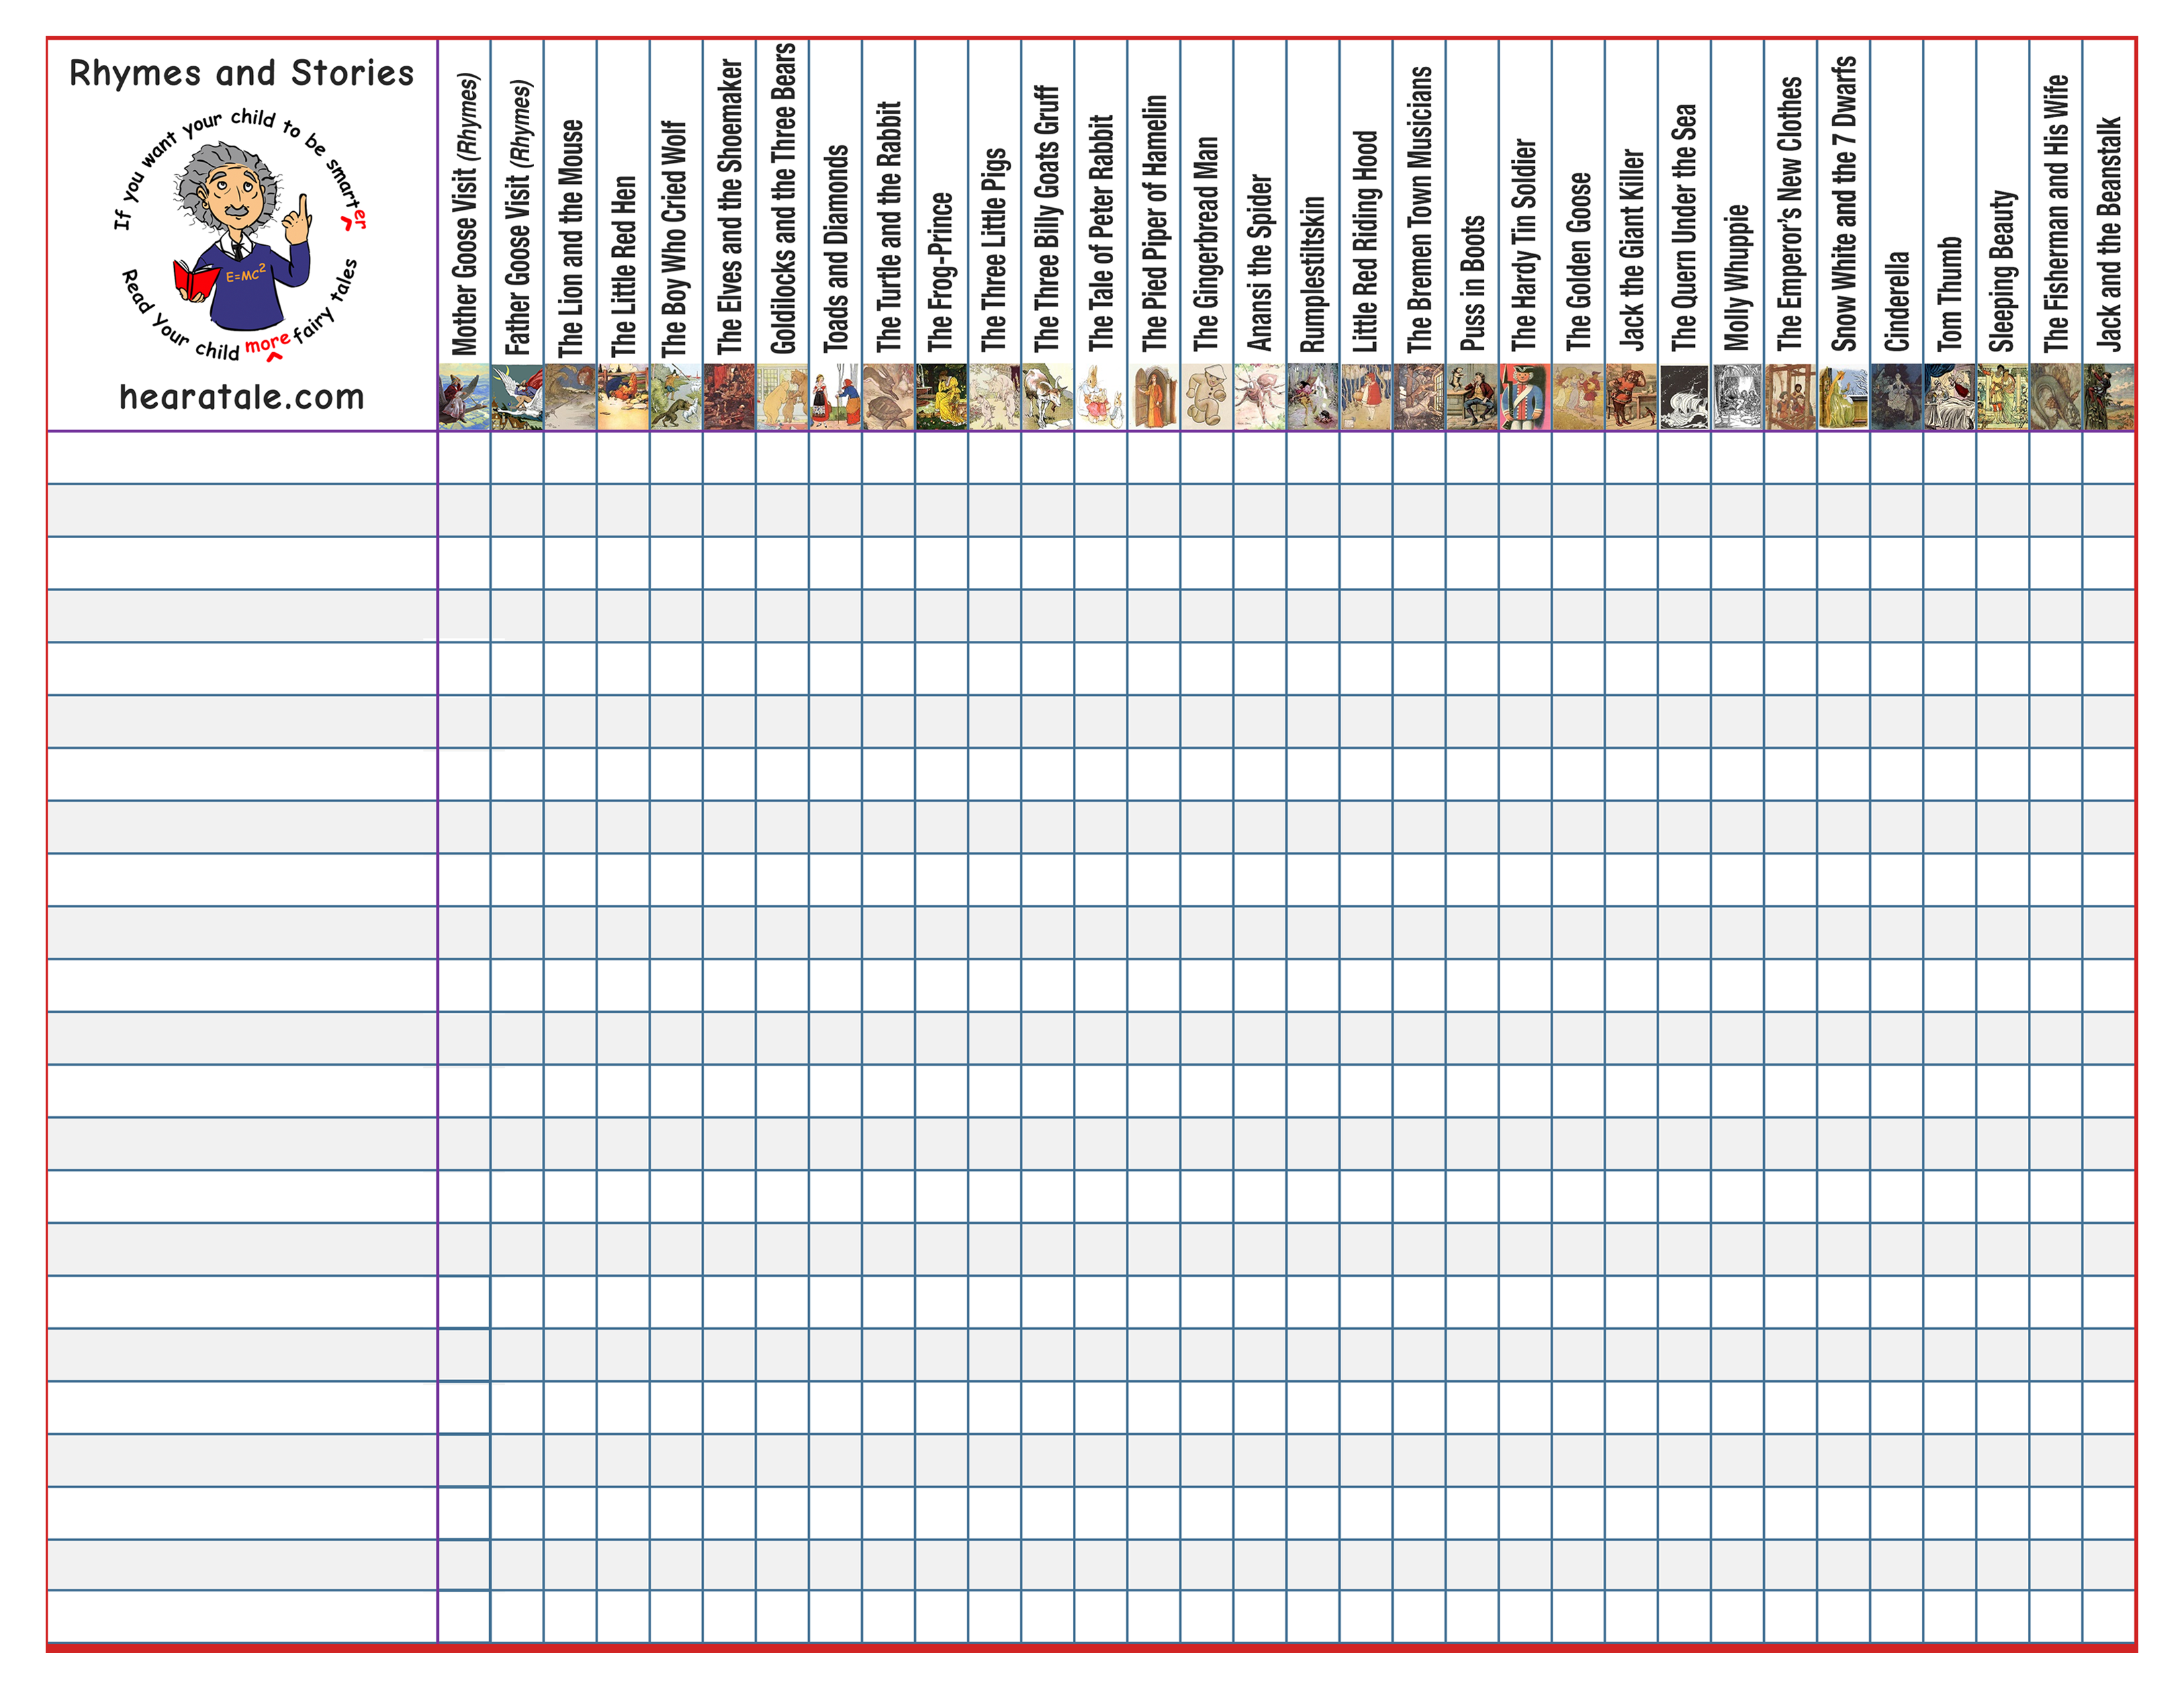 Rhymes and Stories
If you want your child to be smarter
E=MC2
Read Your child more fairy tales
hearatale.com
Mother Goose Visit (Rhymes)
Father Goose Visit (Rhymes)
The Lion and the Mouse
The Little Red Hen
The Boy Who Cried Wolf
The Elves and the Shoemaker
Goldilocks and the Three Bears
Toads and Diamonds
The Turtle and the Rabbit
The Frog-Prince
The Three Little Pigs
The Three Billy Goats Gruff
The Tale of Peter Rabbit
The Pied Piper of Hamelin
The Gingerbread Man
Anansi the Spider
Rumplestiltskin
Little Red Riding Hood
The Bremen Town Musicians
Puss in Boots
The Hardy Tin Soldier
The Golden Goose
Jack the Giant Killer
The Quern Under the Sea
Molly Whuppie
The Emperor's New Clothes
Snow White and the 7 Dwarfs
Cinderella
Tom Thumb
Sleeping Beauty
The Fisherman and His Wife
Jack and the Beanstalk